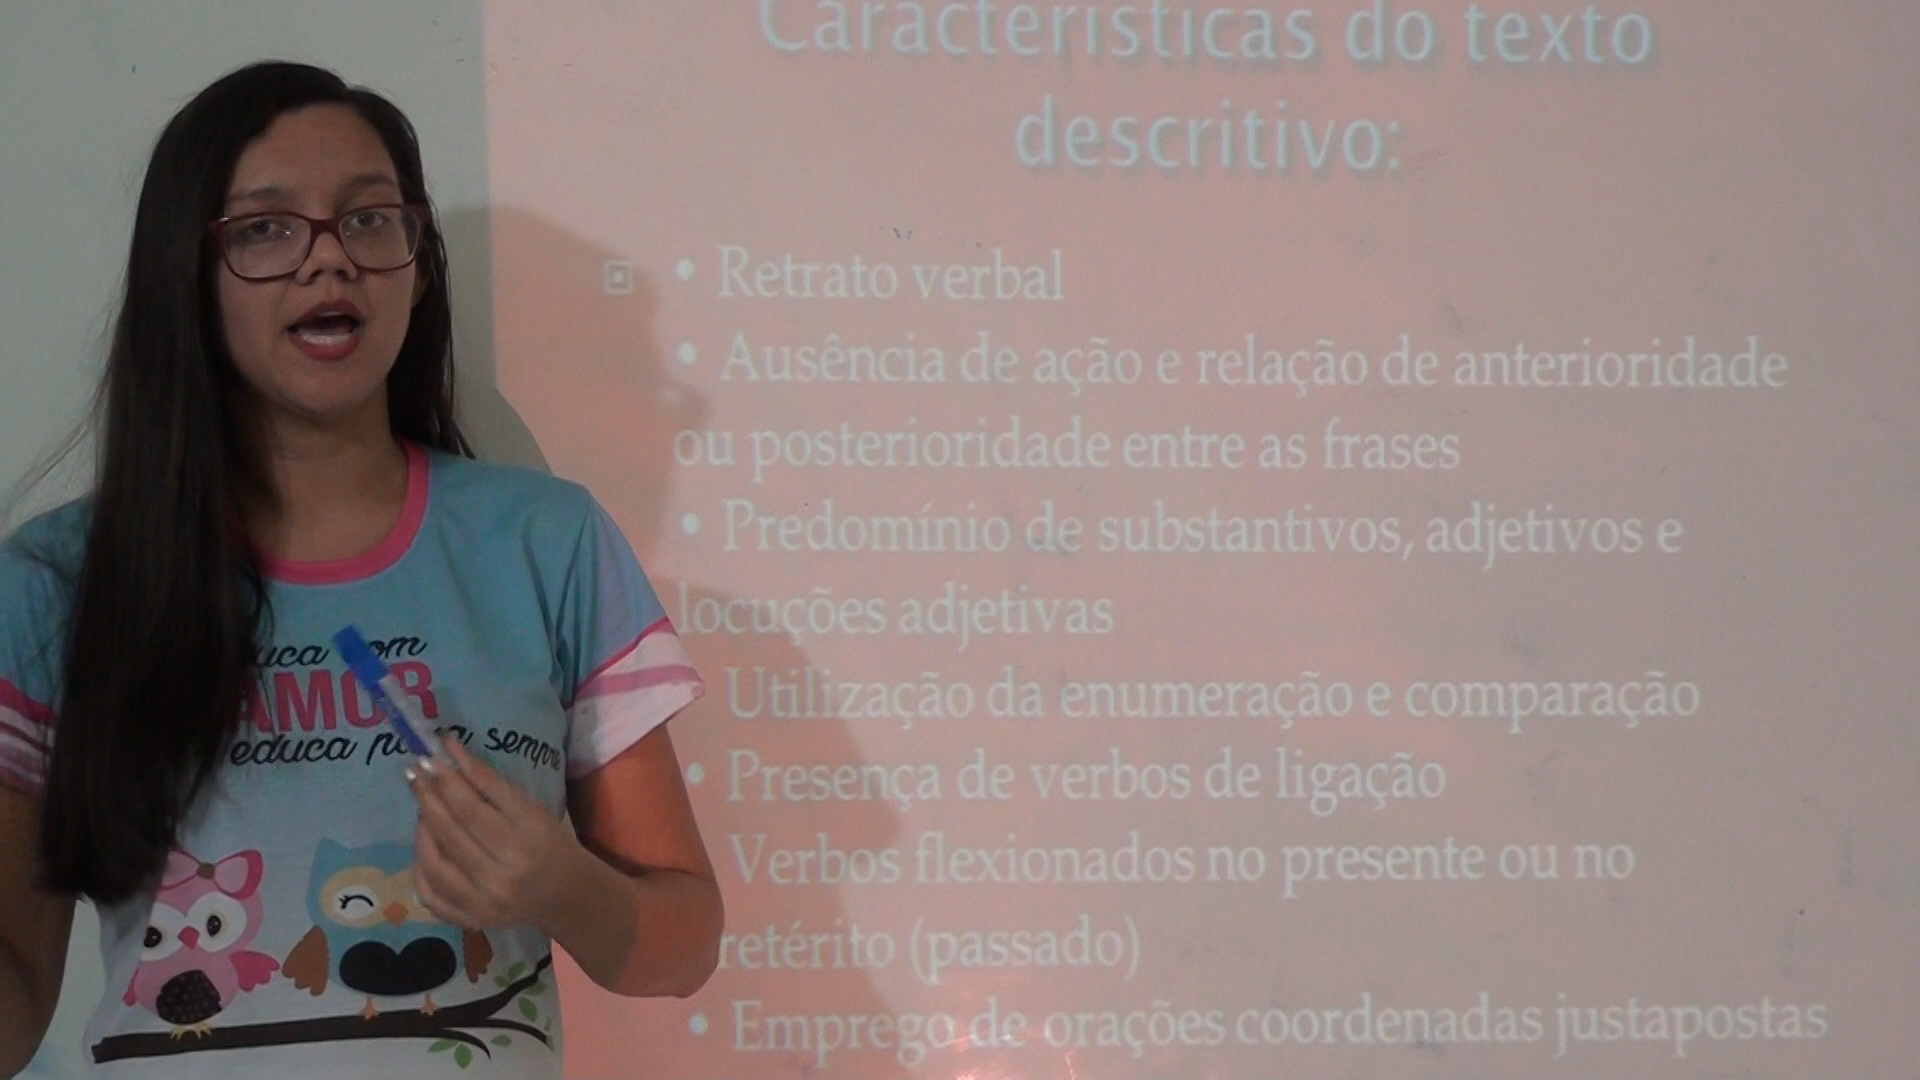 Características do texto
descritivo:
• Retrato verbal
• Ausência de ação e relação de anterioridade
ou posterioridade entre as frases
• Predomínio de substantivos, adjetivos e
locuções adjetivas
Utilização da enumeração e comparação
• Presença de verbos de ligação
Verbos flexionados no presente ou no
retérito (passado)
• Emprego de orações coordenadas justapostas
AMOR
educa para sempre